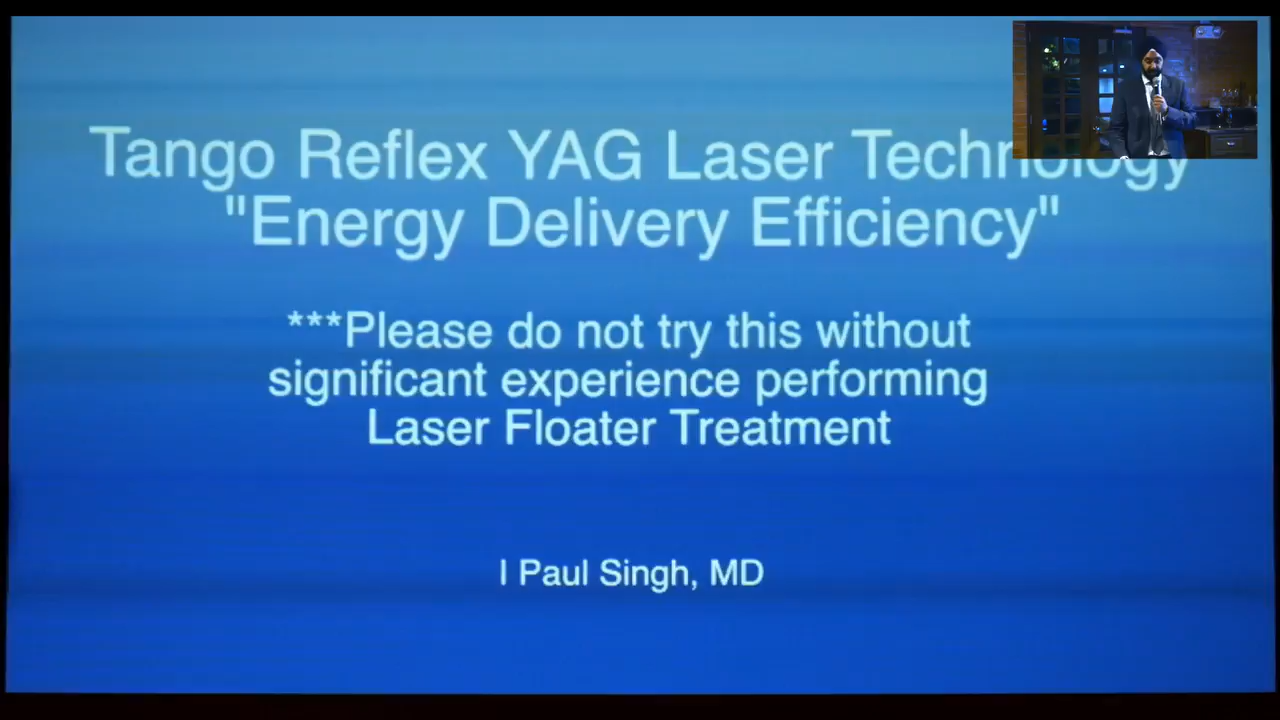 Tango Reflex YAG Laser Technology
"Energy Delivery Efficiency"
***Please do not try this without
significant experience performing
Laser Floater Treatment
I Paul Singh, MD